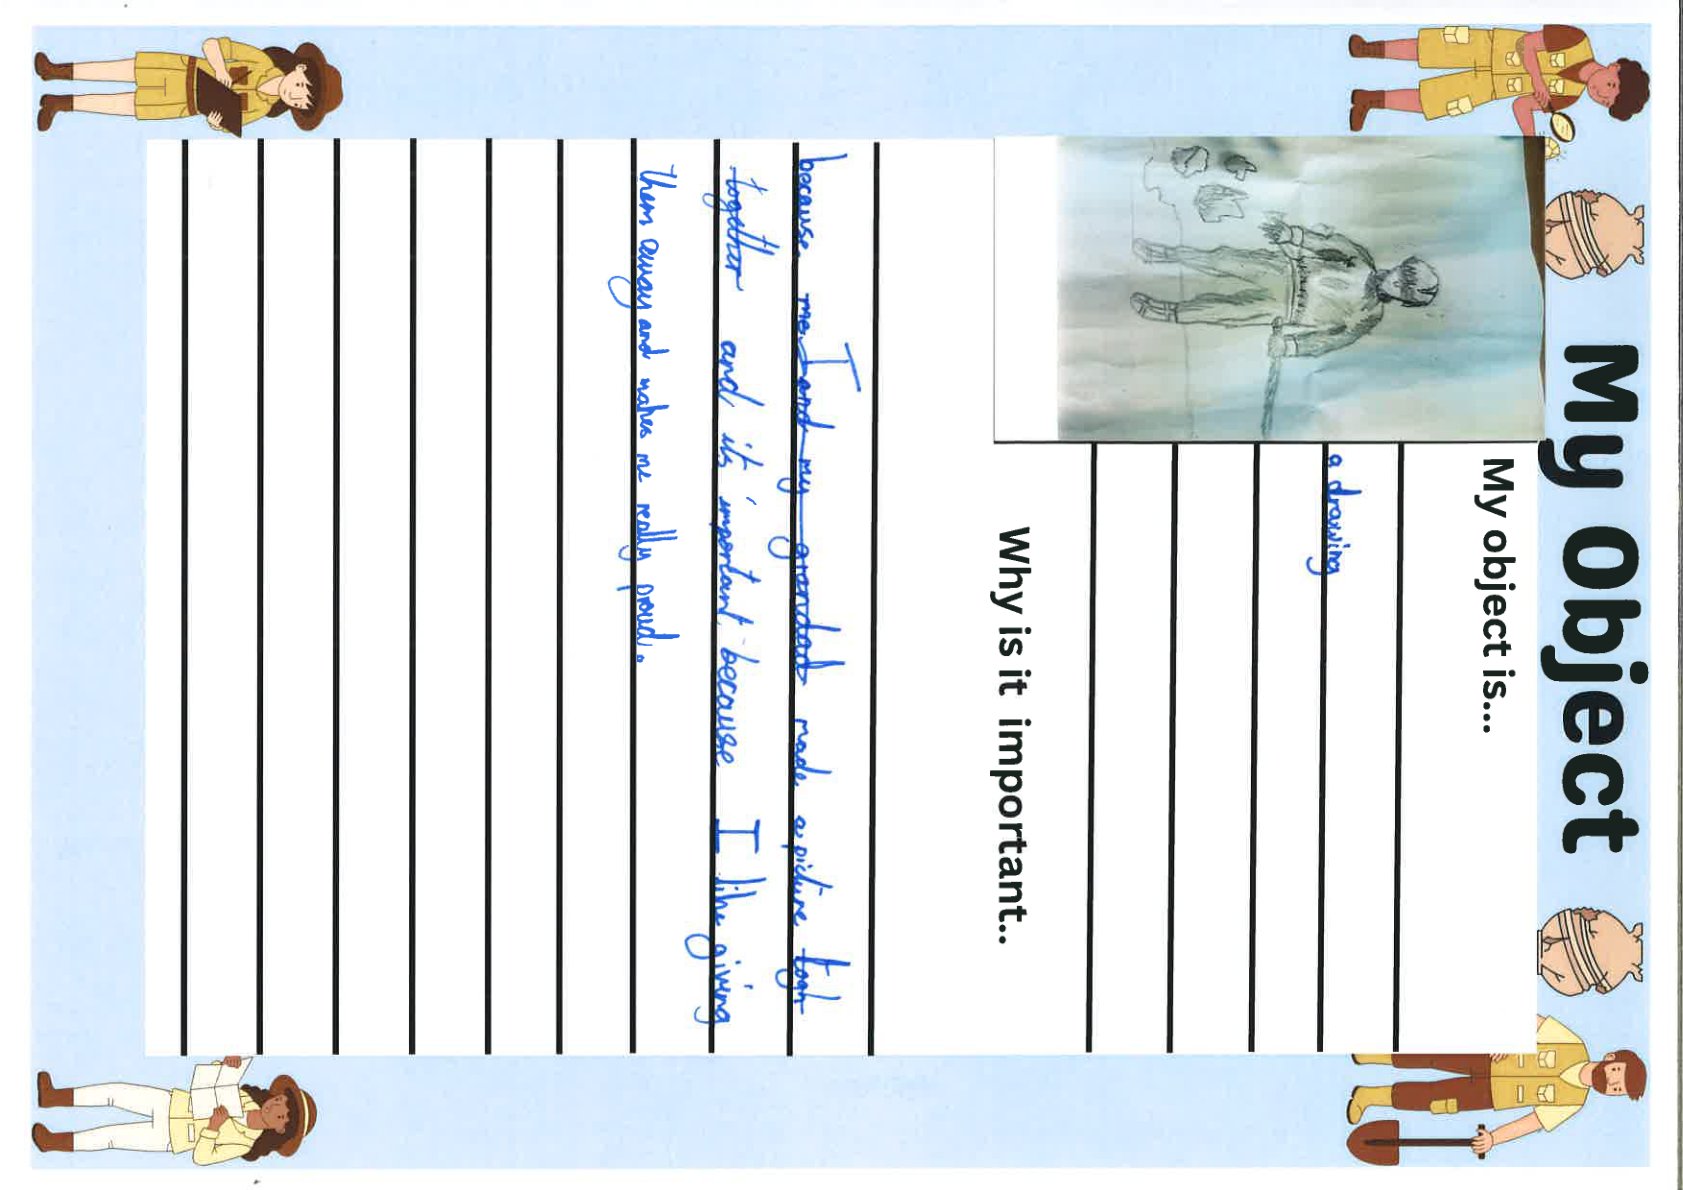 My Object
My object is...
a drawing
Why is it important..
because me I and my grandad made a picture togh
together and its important because I like giving
them away and makes me really proud.